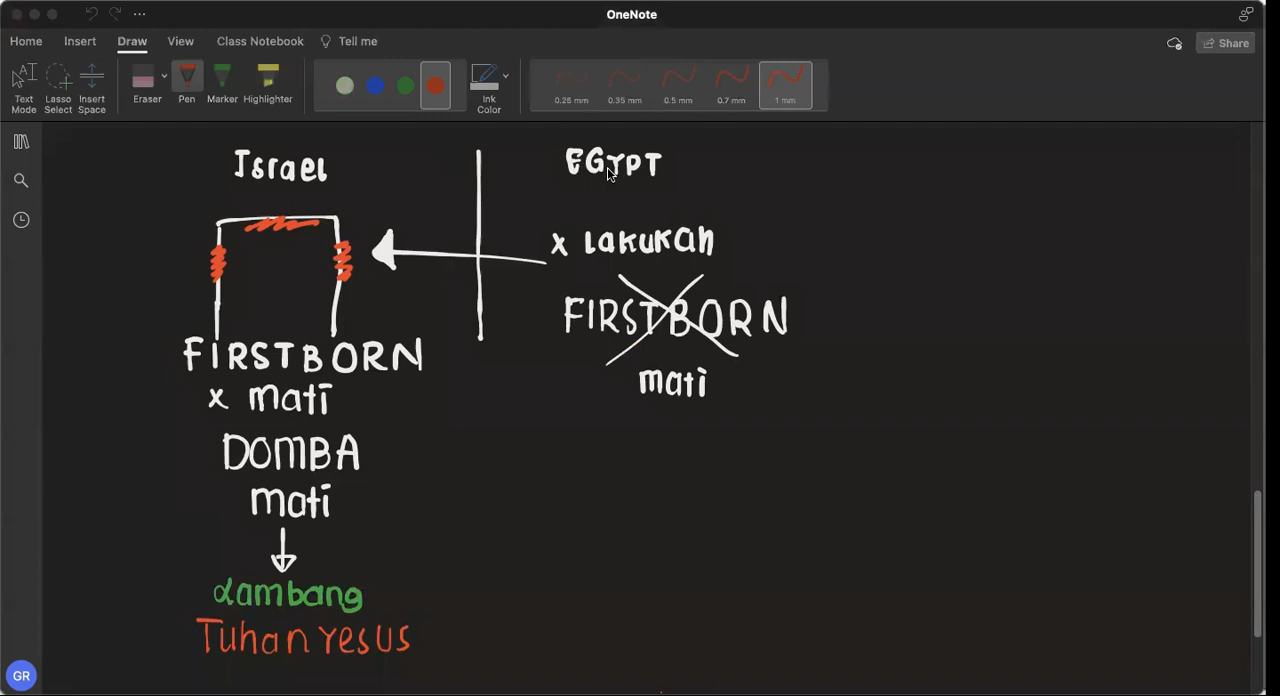 OneNote
Home Insert Draw View Class Notebook Tell me
Share
Text Mode
Lasso Select
Insert Space
Eraser
Pen
Marker
Highlighter
Ink Color
0.25 mm
0.35 mm
0.5 mm
0.7 mm
1 mm
Israel
FIRSTBORN
x mati
DOMBA
mati
Lambang
Tuhan Yesus
EGYPT
x Lakukan
FIRSTBORN
mati
GR